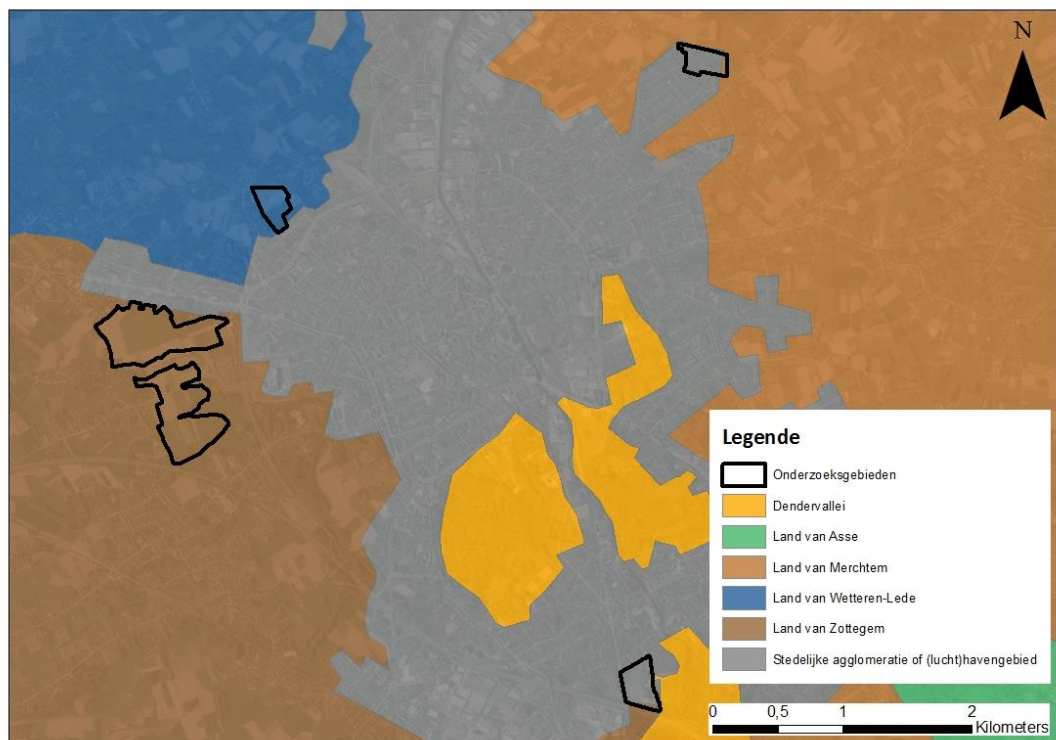 N
Legende
Onderzoeksgebieden
Dendervallei
Land van Asse
Land van Merchtem
Land van Wetteren-Lede
Land van Zottegem
Stedelijke agglomeratie of (lucht)havengebied
0 0,5 1 2
Kilometers